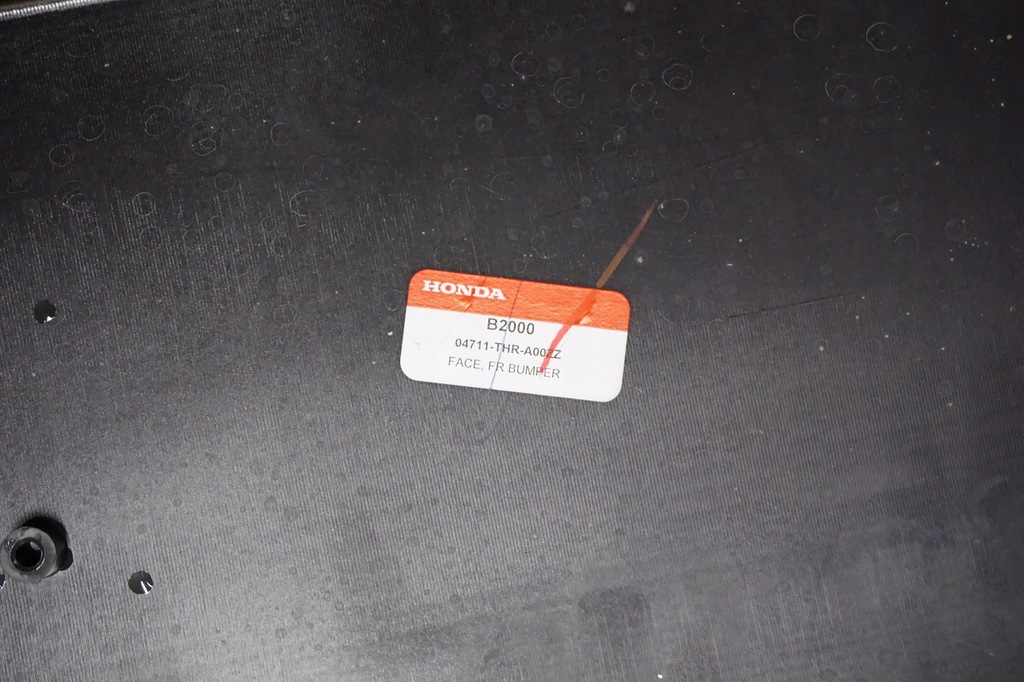 HONDA
B2000
04711-THR-A00ZZ
FACE, FR BUMPER